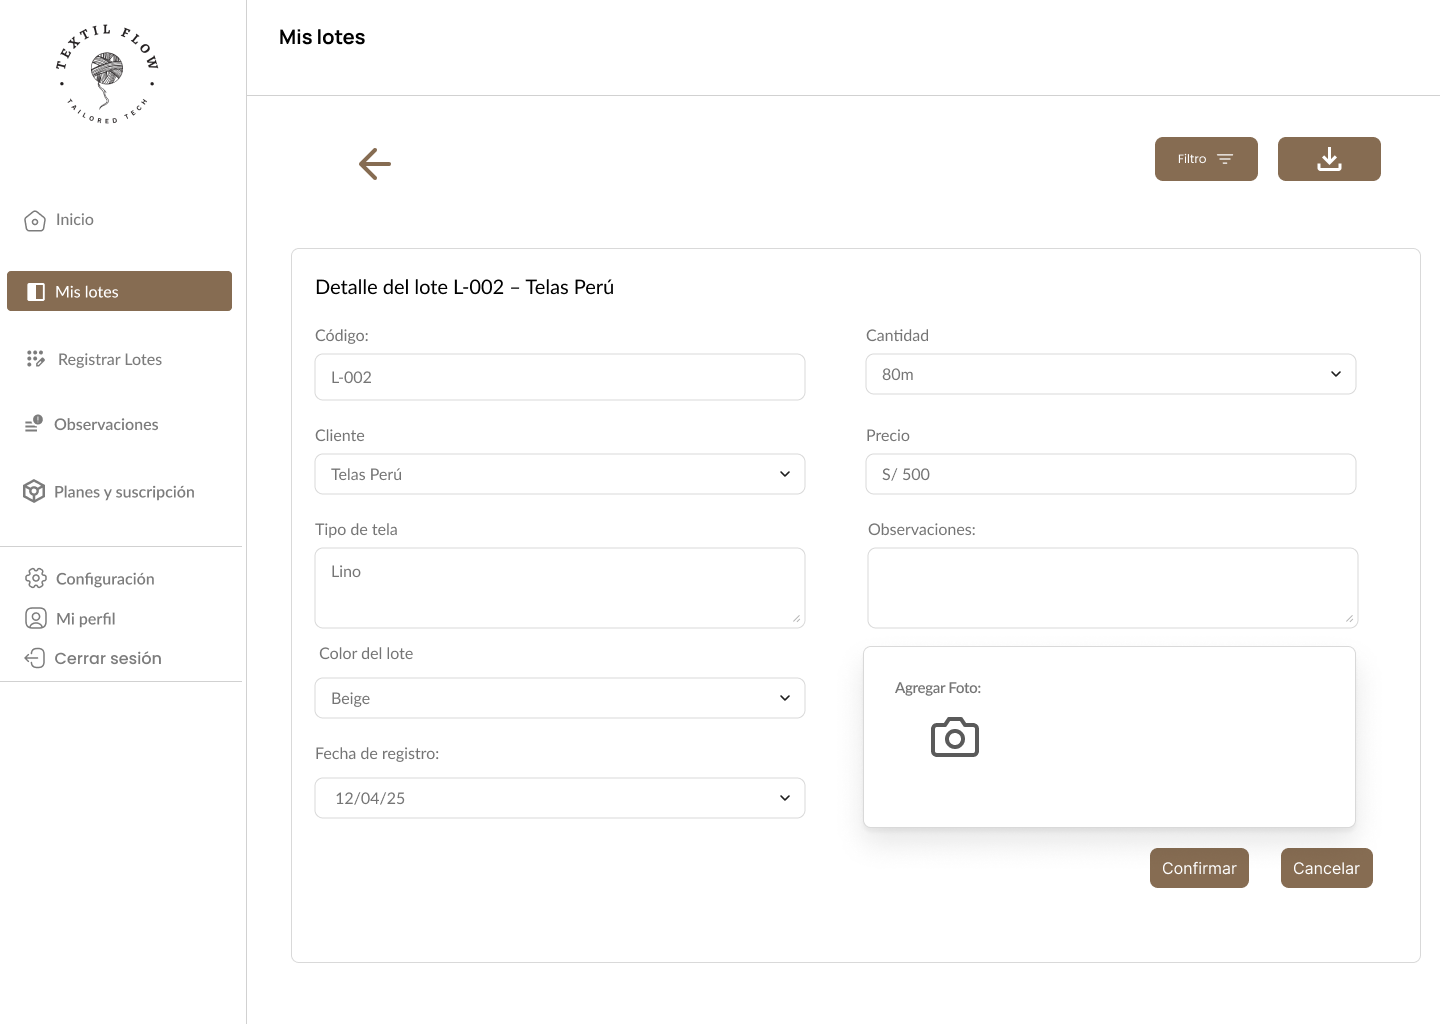 TEXTIL FLOW
TAILORED TECH
Inicio
Mis lotes
Registrar Lotes
Observaciones
Planes y suscripción
Configuración
Mi perfil
Cerrar sesión
Mis lotes
Filtro
Detalle del lote L-002 – Telas Perú
Código:
L-002
Cliente
Telas Perú
Tipo de tela
Lino
Color del lote
Beige
Fecha de registro:
12/04/25
Cantidad
80m
Precio
S/ 500
Observaciones:
Agregar Foto:
Confirmar
Cancelar